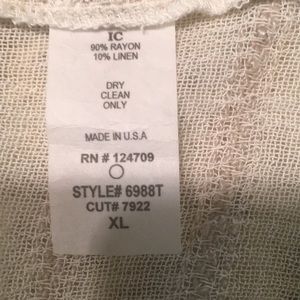 IC
90% RAYON
10% LINEN
DRY
CLEAN
ONLY
MADE IN U.S.A
RN # 124709
STYLE# 6988T
CUT# 7922
XL